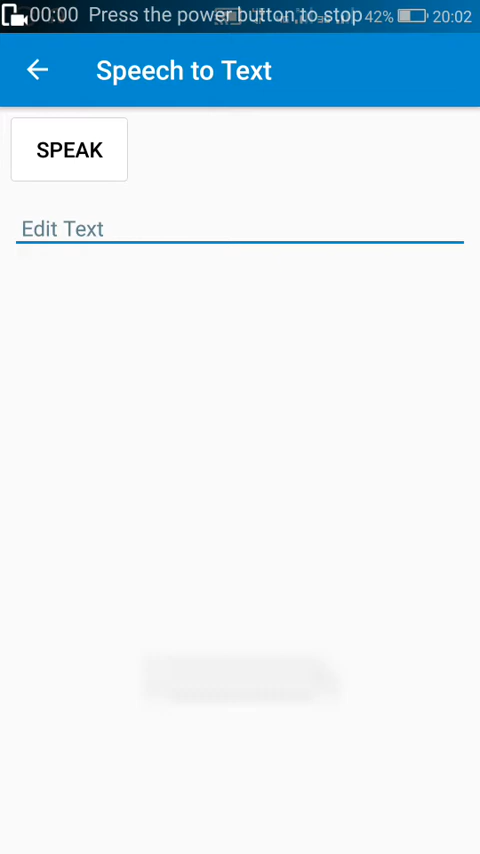 00:00 Press the power button to stop 42% 20:02
Speech to Text
SPEAK
Edit Text